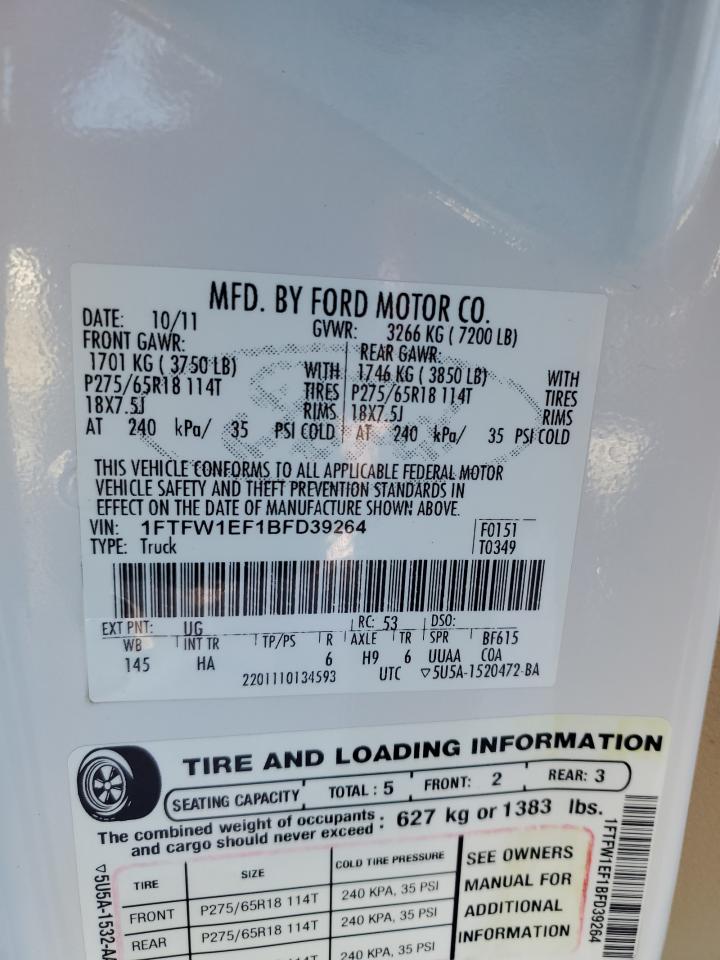 MFD. BY FORD MOTOR CO.
DATE: 10/11 GVWR: 3266 KG ( 7200 LB)
FRONT GAWR: REAR GAWR:
1701 KG ( 3750 LB) WITH 1746 KG ( 3850 LB) WITH
P275/65R18 114T TIRES P275/65R18 114T TIRES
18X7.5J RIMS 18X7.5J RIMS
AT 240 kPa/ 35 PSI COLD AT 240 kPa/ 35 PSI COLD
THIS VEHICLE CONFORMS TO ALL APPLICABLE FEDERAL MOTOR
VEHICLE SAFETY AND THEFT PREVENTION STANDARDS IN
EFFECT ON THE DATE OF MANUFACTURE SHOWN ABOVE.
VIN: 1FTFW1EF1BFD39264 F0151
TYPE: Truck T0349
EXT PNT: UG RC: 53 DSO:
WB INT TR TP/PS R AXLE TR SPR BF615
145 HA 6 H9 6 UUAA COA
2201110134593 UTC ▽5U5A-1520472-BA
TIRE AND LOADING INFORMATION
SEATING CAPACITY TOTAL : 5 FRONT: 2 REAR: 3
The combined weight of occupants : 627 kg or 1383 lbs.
and cargo should never exceed
TIRE SIZE COLD TIRE PRESSURE SEE OWNERS
FRONT P275/65R18 114T 240 KPA, 35 PSI MANUAL FOR
REAR P275/65R18 114T 240 KPA, 35 PSI ADDITIONAL
240 KPA, 35 PSI INFORMATION
▽5U5A-1532-A
1FTFW1EF1BFD39264